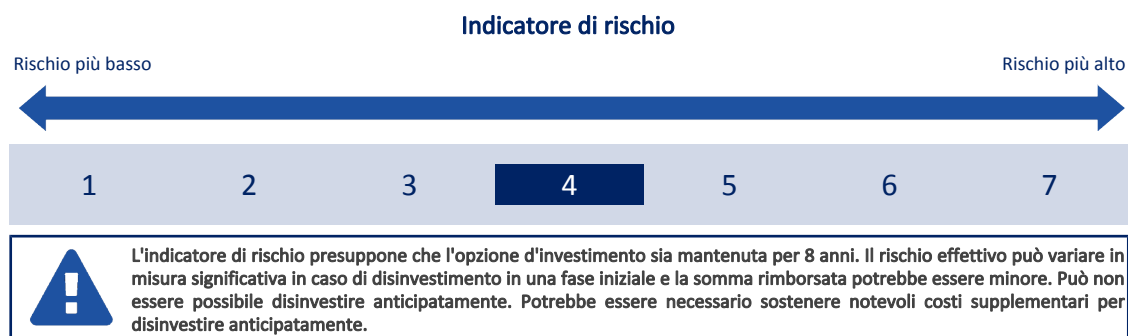 Indicatore di rischio
Rischio più basso
Rischio più alto
1 2 3 4 5 6 7
L'indicatore di rischio presuppone che l'opzione d'investimento sia mantenuta per 8 anni. Il rischio effettivo può variare in
misura significativa in caso di disinvestimento in una fase iniziale e la somma rimborsata potrebbe essere minore. Può non
essere possibile disinvestire anticipatamente. Potrebbe essere necessario sostenere notevoli costi supplementari per
disinvestire anticipatamente.